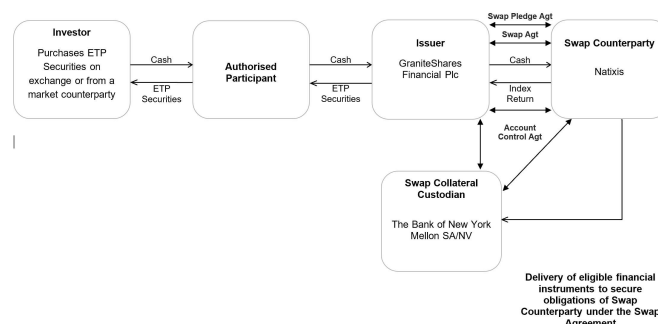 Investor
Purchases ETP
Securities on
exchange or from a
market counterparty
Cash
ETP
Securities
Authorised
Participant
Cash
ETP
Securities
Issuer
GraniteShares
Financial Plc
Swap Pledge Agt
Swap Agt
Cash
Index
Return
Account
Control Agt
Swap Counterparty
Natixis
Swap Collateral
Custodian
The Bank of New York
Mellon SA/NV
Delivery of eligible financial
instruments to secure
obligations of Swap
Counterparty under the Swap
Agreement